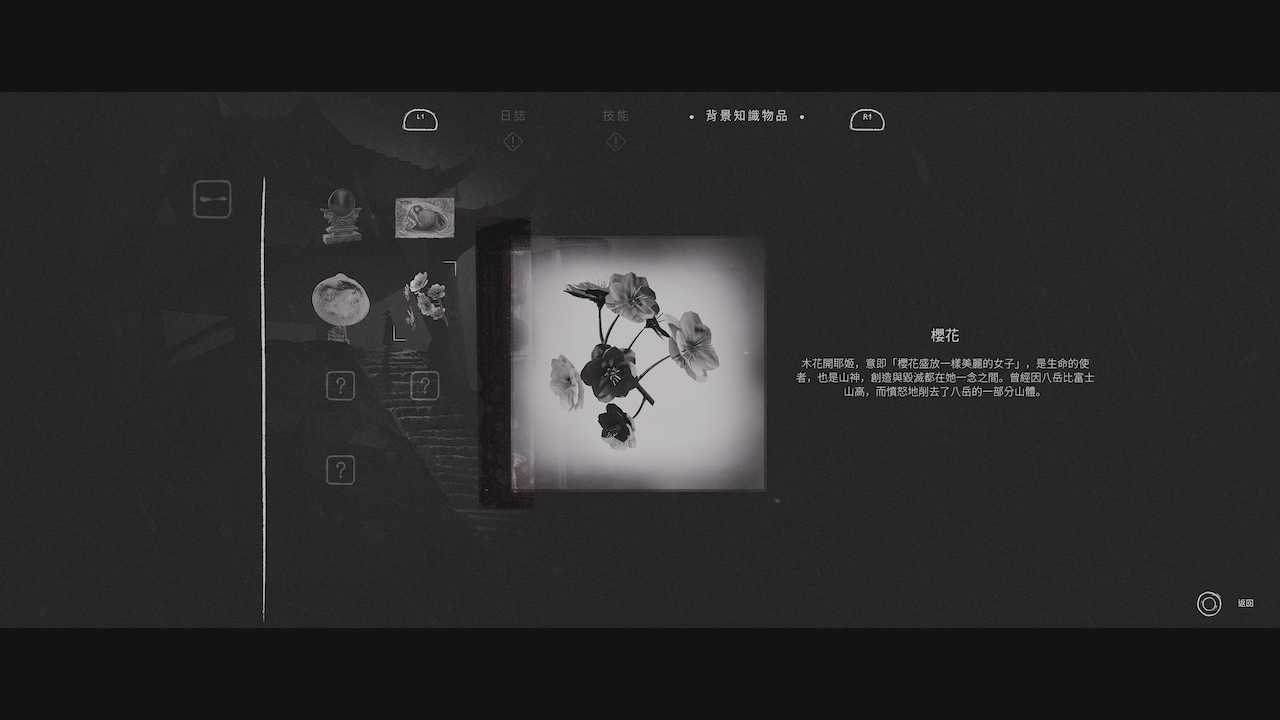 L1
日誌
技能
• 背景知識物品 •
R1
!
!
?
?
?
櫻花
木花開耶姬，意即「櫻花盛放一樣美麗的女子」，是生命的使
者，也是山神，創造與毀滅都在她一念之間。曾經因八岳比富士
山高，而憤怒地削去了八岳的一部分山體。
返回